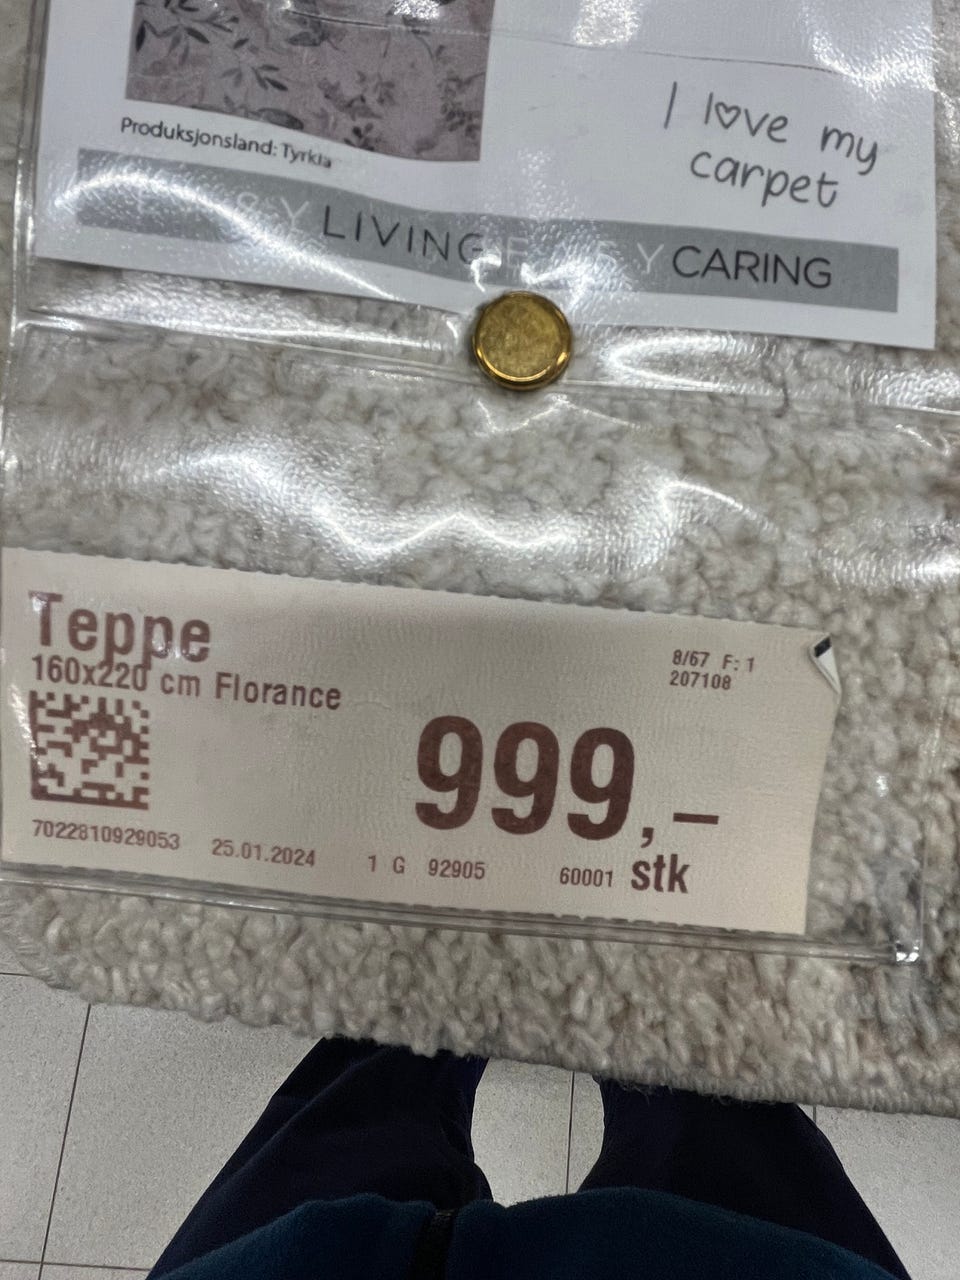 Produksjonsland: Tyrkia
I love my
carpet
LIVING EASY CARING
Teppe
160x220 cm Florance
8/67 F: 1
207108
999,-
7022810929053 25.01.2024 1 G 92905 60001 stk